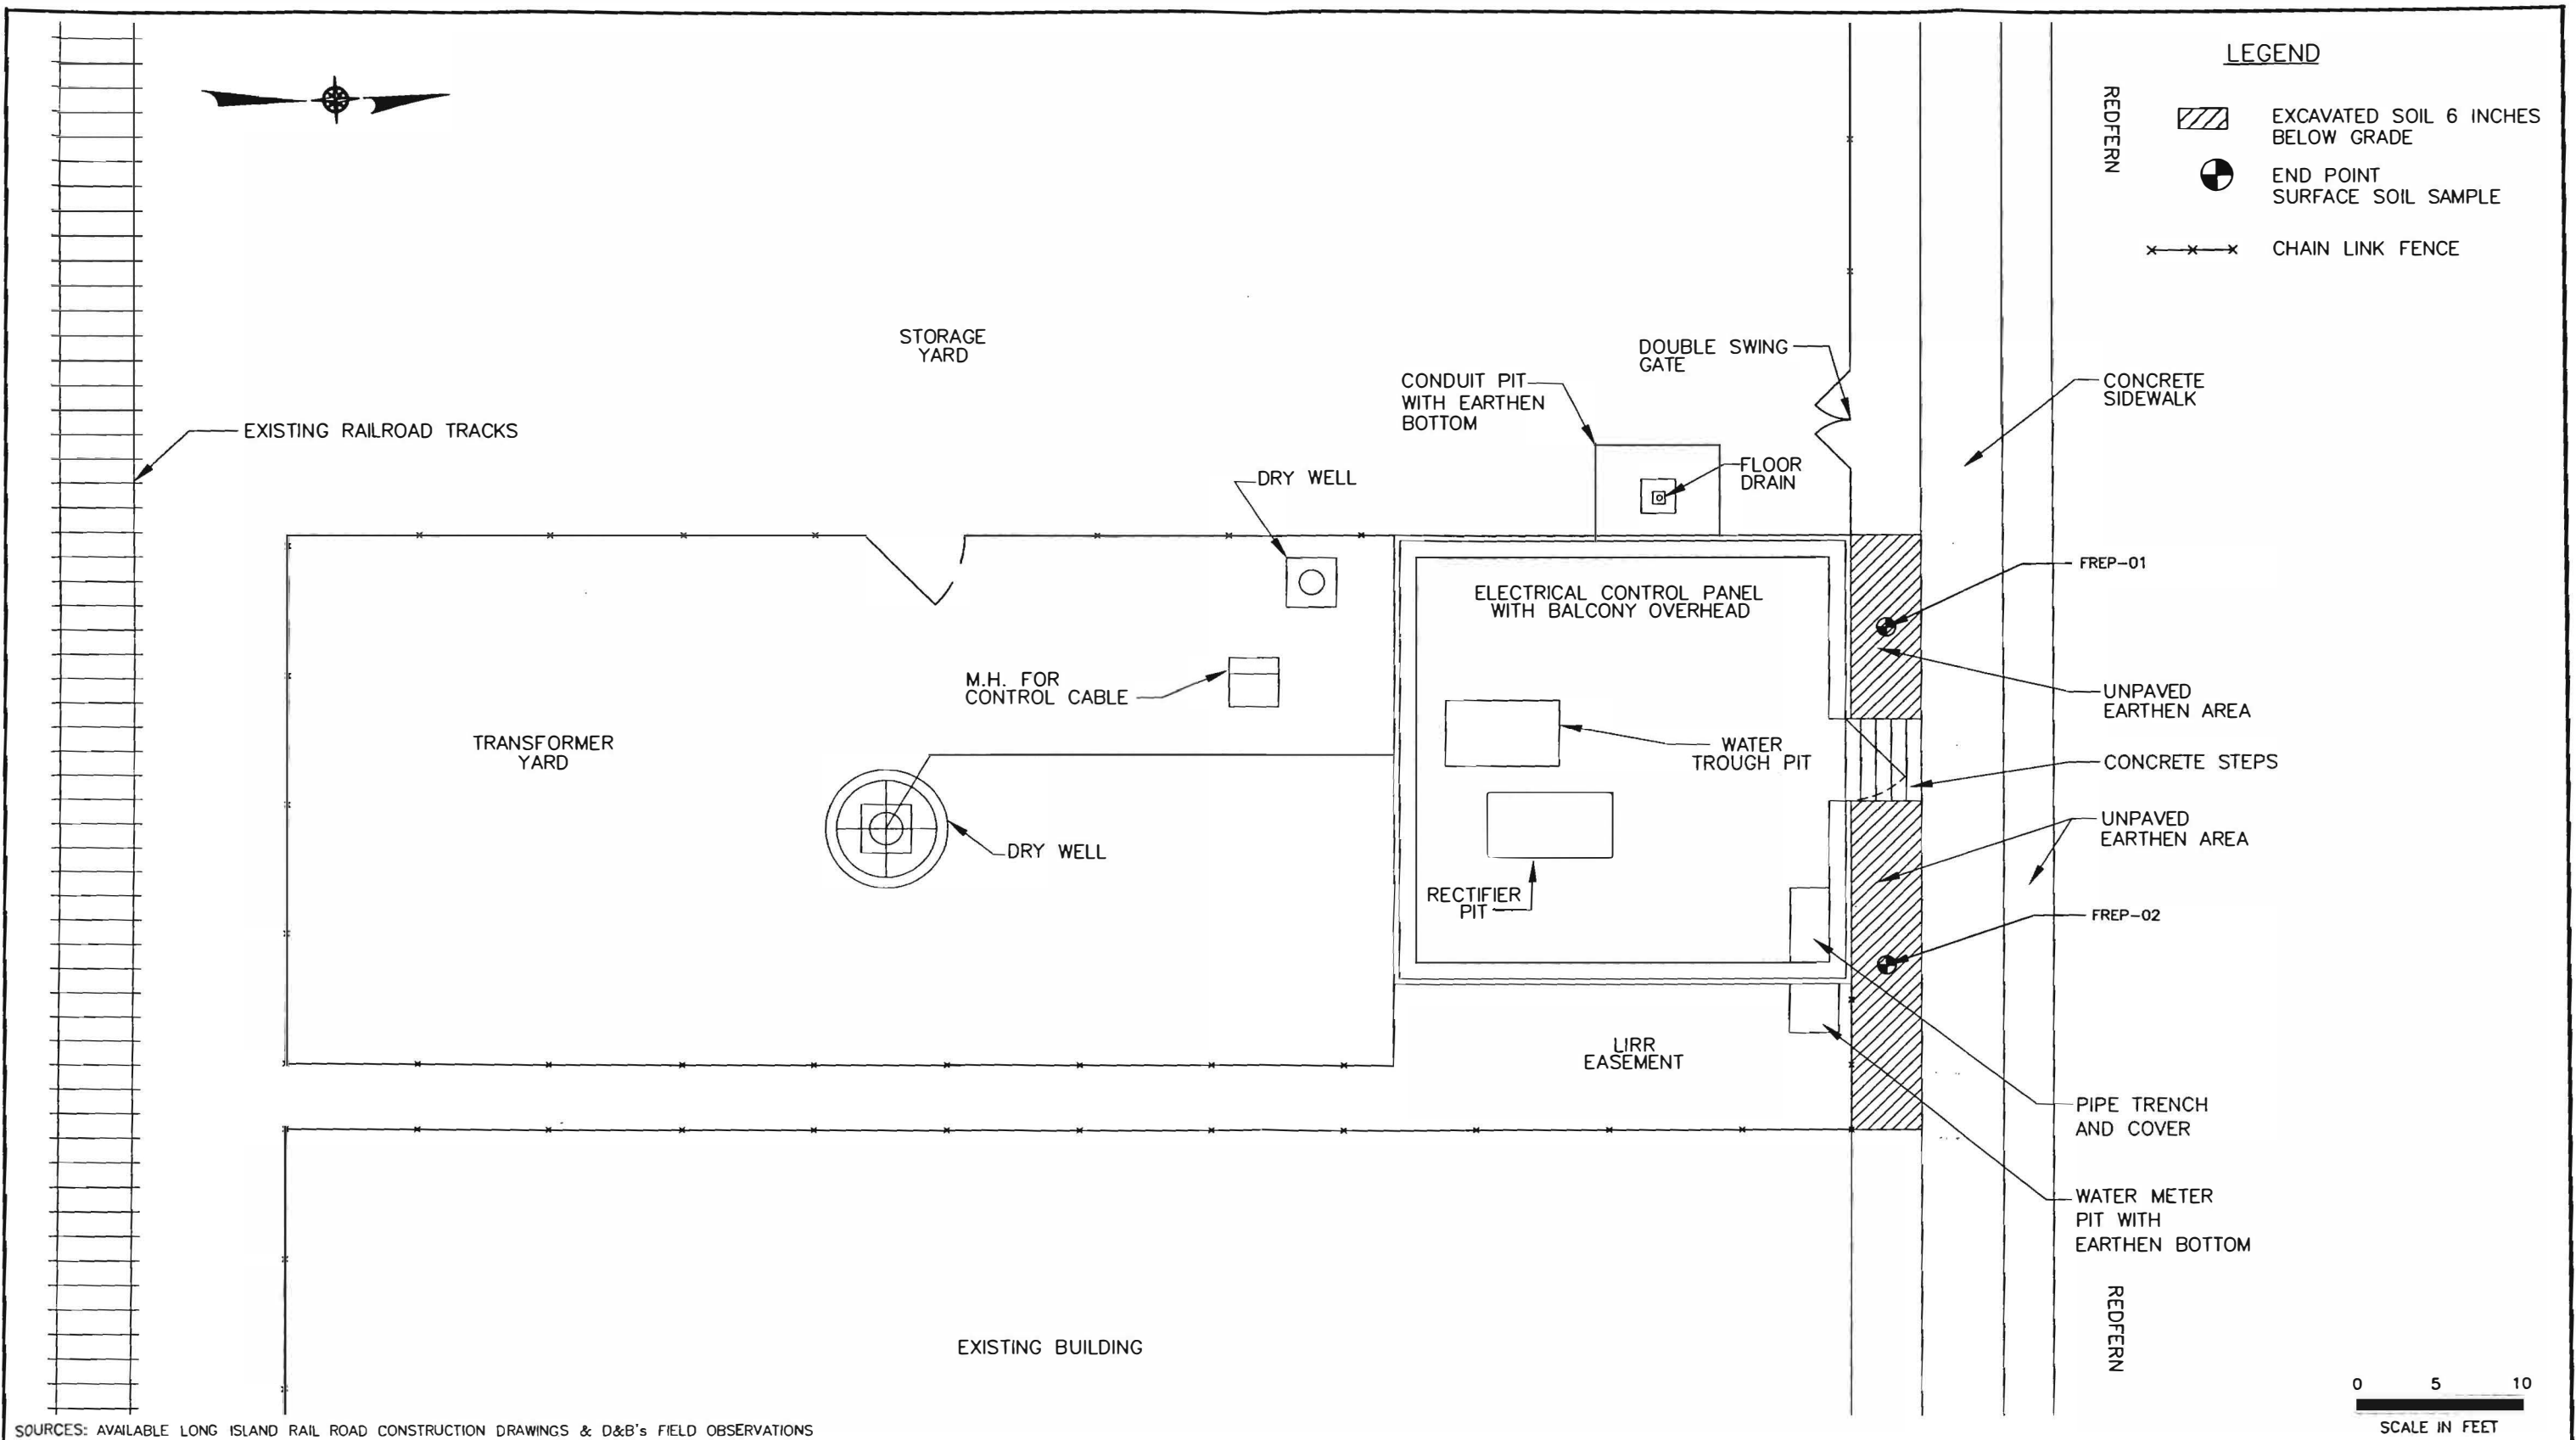 LEGEND
EXCAVATED SOIL 6 INCHES
BELOW GRADE
END POINT
SURFACE SOIL SAMPLE
CHAIN LINK FENCE
REDFERN
STORAGE
YARD
DOUBLE SWING
GATE
CONDUIT PIT
WITH EARTHEN
BOTTOM
CONCRETE
SIDEWALK
EXISTING RAILROAD TRACKS
DRY WELL
FLOOR
DRAIN
ELECTRICAL CONTROL PANEL
WITH BALCONY OVERHEAD
FREP-01
M.H. FOR
CONTROL CABLE
UNPAVED
EARTHEN AREA
TRANSFORMER
YARD
WATER
TROUGH PIT
CONCRETE STEPS
DRY WELL
UNPAVED
EARTHEN AREA
RECTIFIER
PIT
FREP-02
LIRR
EASEMENT
PIPE TRENCH
AND COVER
WATER METER
PIT WITH
EARTHEN BOTTOM
REDFERN
EXISTING BUILDING
0 5 10
SCALE IN FEET
SOURCES: AVAILABLE LONG ISLAND RAIL ROAD CONSTRUCTION DRAWINGS & D&B's FIELD OBSERVATIONS